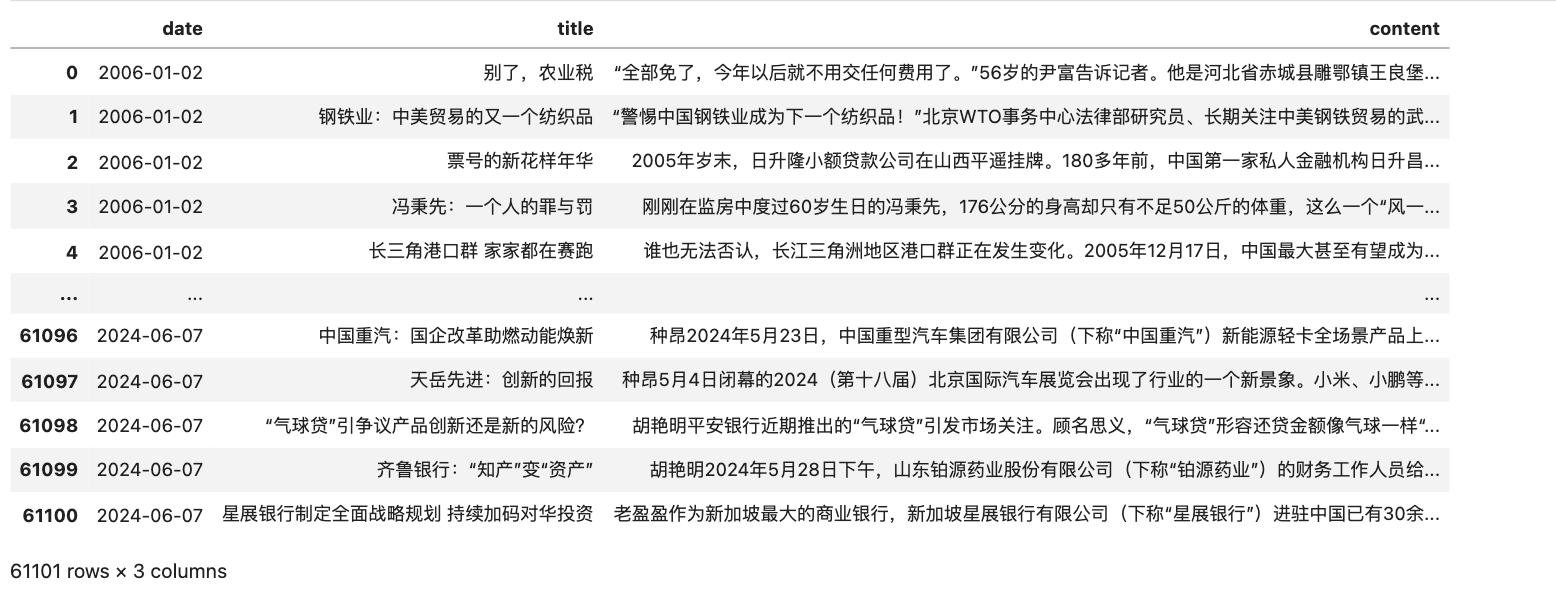 date title content
0 2006-01-02 别了，农业税 “全部免了，今年以后就不用交任何费用了。”56岁的尹富告诉记者。他是河北省赤城县雕鄂镇王良堡...
1 2006-01-02 钢铁业：中美贸易的又一个纺织品 “警惕中国钢铁业成为下一个纺织品！”北京WTO事务中心法律部研究员、长期关注中美钢铁贸易的武...
2 2006-01-02 票号的新花样年华 2005年岁末，日升隆小额贷款公司在山西平遥挂牌。180多年前，中国第一家私人金融机构日升昌...
3 2006-01-02 冯秉先：一个人的罪与罚 刚刚在监房中度过60岁生日的冯秉先，176公分的身高却只有不足50公斤的体重，这么一个“风一...
4 2006-01-02 长三角港口群 家家都在赛跑 谁也无法否认，长江三角洲地区港口群正在发生变化。2005年12月17日，中国最大甚至有望成为...
... ... ... ...
61096 2024-06-07 中国重汽：国企改革助燃动能焕新 种昂2024年5月23日，中国重型汽车集团有限公司（下称“中国重汽”）新能源轻卡全场景产品上...
61097 2024-06-07 天岳先进：创新的回报 种昂5月4日闭幕的2024（第十八届）北京国际汽车展览会出现了行业的一个新景象。小米、小鹏等...
61098 2024-06-07 “气球贷”引争议产品创新还是新的风险？ 胡艳明平安银行近期推出的“气球贷”引发市场关注。顾名思义，“气球贷”形容还贷金额像气球一样“...
61099 2024-06-07 齐鲁银行：“知产”变“资产” 胡艳明2024年5月28日下午，山东铂源药业股份有限公司（下称“铂源药业”）的财务工作人员给...
61100 2024-06-07 星展银行制定全面战略规划 持续加码对华投资 老盈盈作为新加坡最大的商业银行，新加坡星展银行有限公司（下称“星展银行”）进驻中国已有30余...
61101 rows × 3 columns